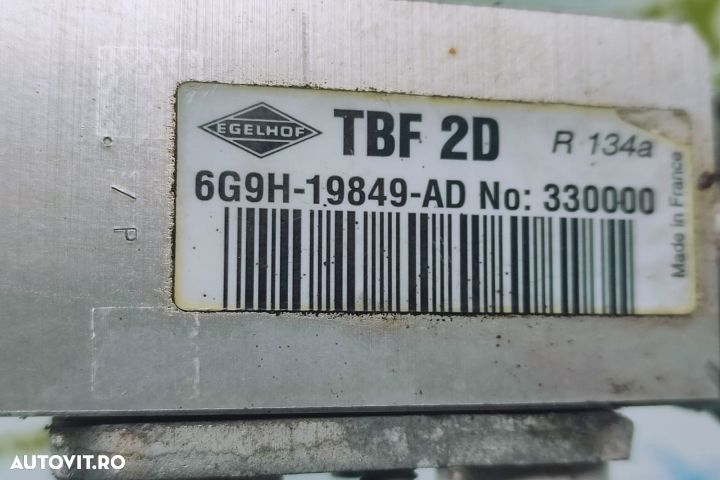 EGELHOF TBF 2D R 134a
6G9H-19849-AD No: 330000
Made in France
P
AUTOVIT.RO